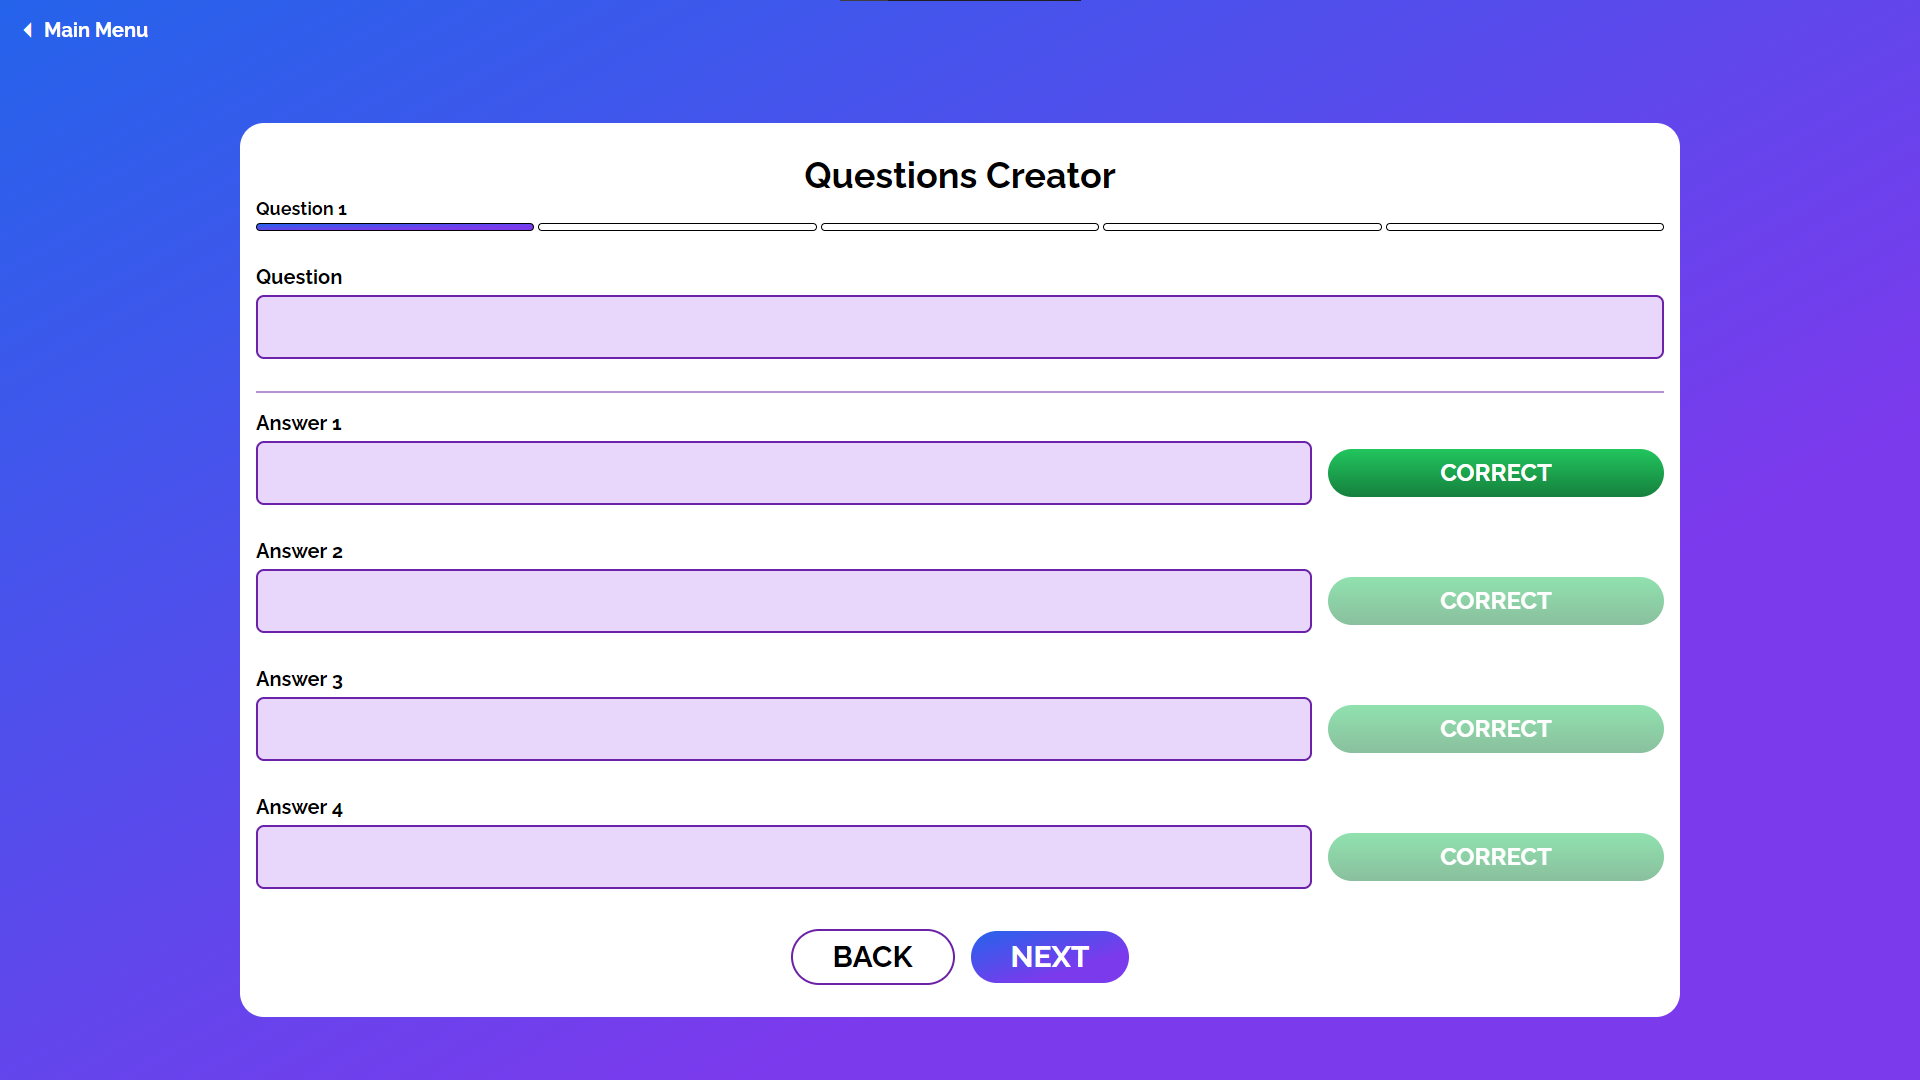 Main Menu
Questions Creator
Question 1
Question
Answer 1
CORRECT
Answer 2
CORRECT
Answer 3
CORRECT
Answer 4
CORRECT
BACK
NEXT